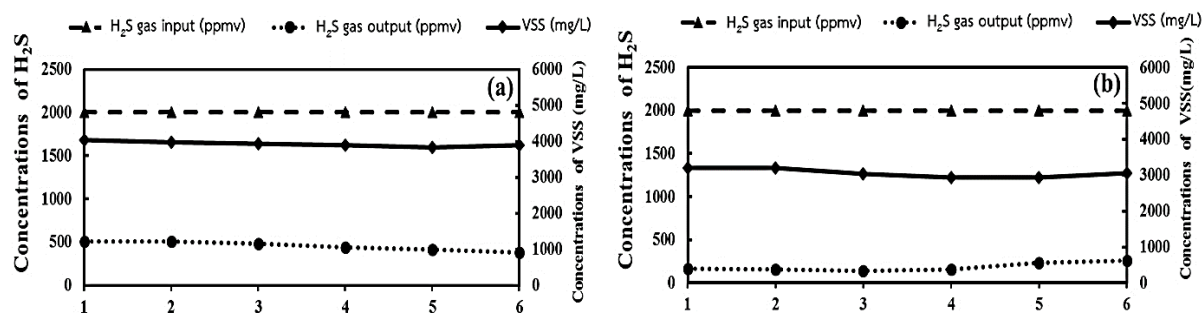 H₂S gas input (ppmv) H₂S gas output (ppmv) VSS (mg/L)
(a)
Concentrations of H₂S
2500
2000
1500
1000
500
0
6000
5000
4000
3000
2000
1000
0
Concentrations of VSS (mg/L)
1 2 3 4 5 6
H₂S gas input (ppmv) H₂S gas output (ppmv) VSS (mg/L)
(b)
Concentrations of H₂S
2500
2000
1500
1000
500
0
6000
5000
4000
3000
2000
1000
0
Concentrations of VSS(mg/L)
1 2 3 4 5 6